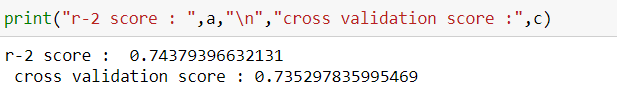 print("r-2 score : ",a,"\n","cross validation score :",c)
r-2 score :  0.74379396632131
 cross validation score : 0.735297835995469